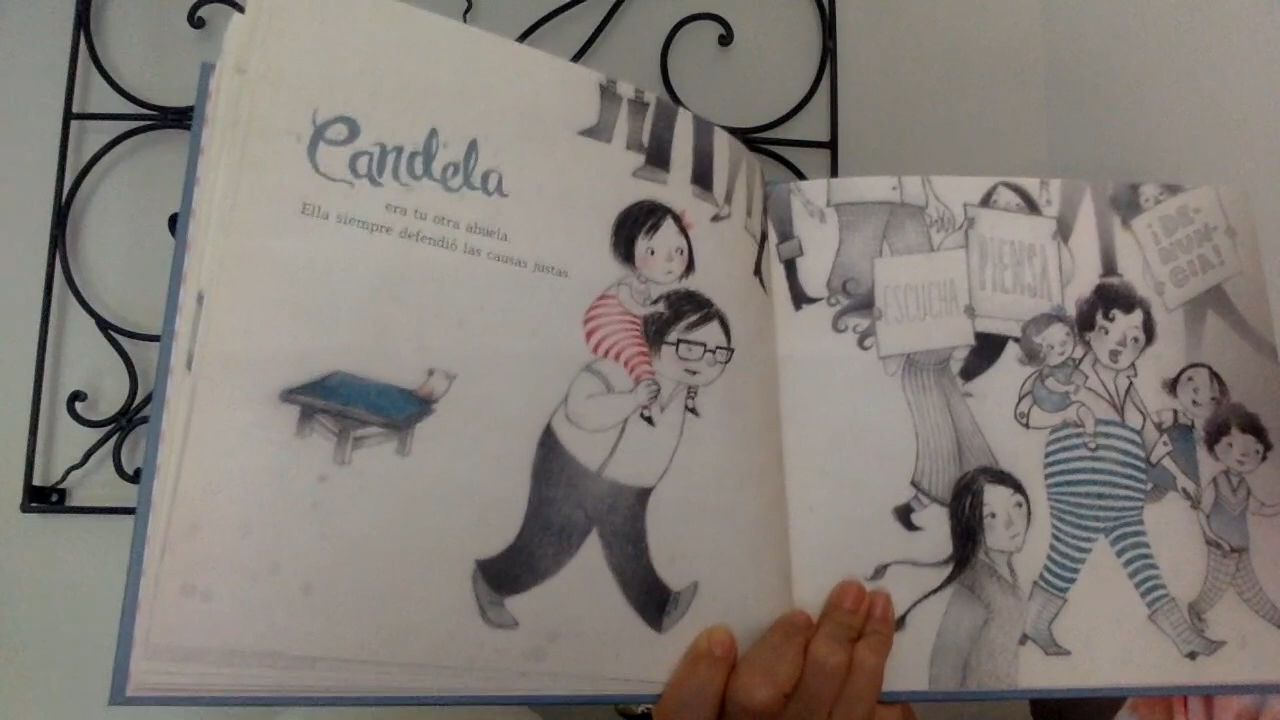 Candela
era tu otra abuela.
Ella siempre defendió las causas justas.
ESCUCHA
PIENSA
¡DE-
NUN-
CIA!